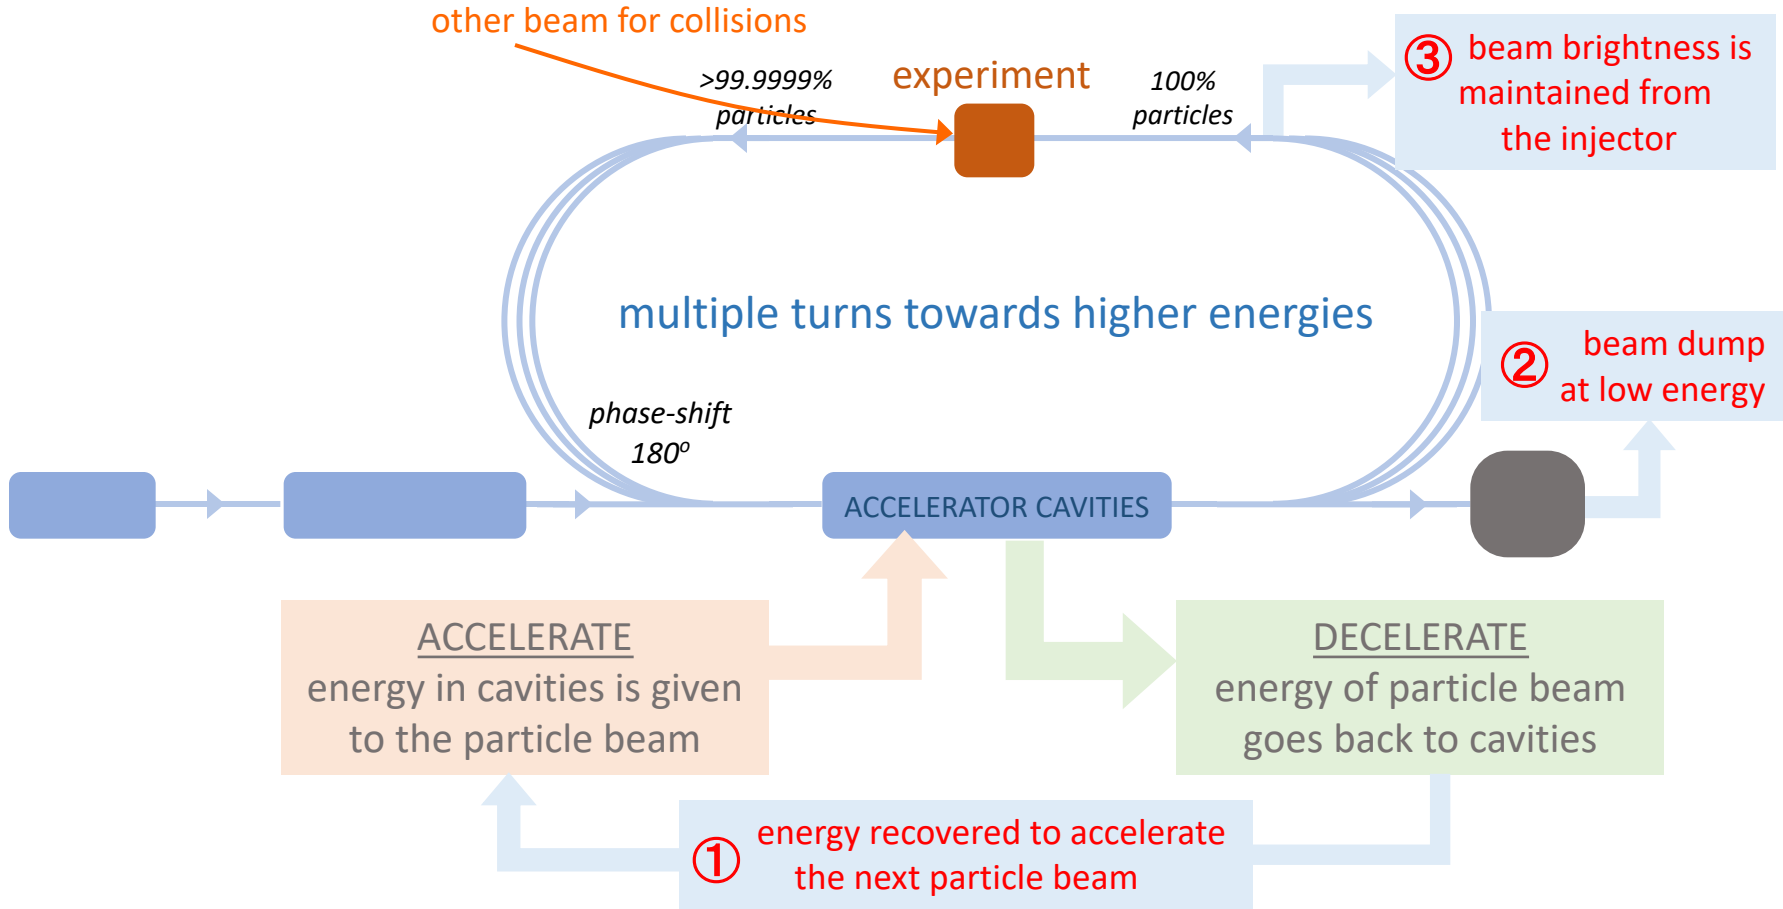 other beam for collisions
>99.9999%
particles
experiment
100%
particles
③ beam brightness is
maintained from
the injector
multiple turns towards higher energies
② beam dump
at low energy
phase-shift
180º
ACCELERATOR CAVITIES
ACCELERATE
energy in cavities is given
to the particle beam
DECELERATE
energy of particle beam
goes back to cavities
① energy recovered to accelerate
the next particle beam